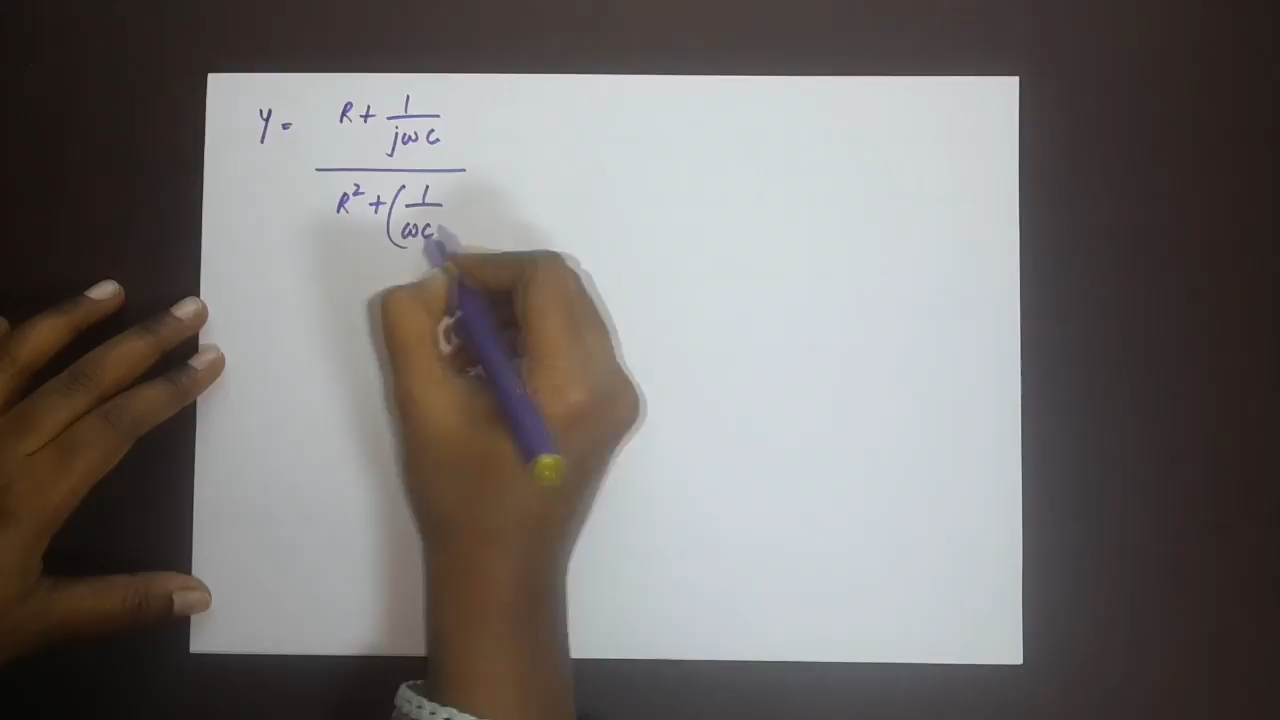 Y = R + 1/jωc
R² + (1/ωc